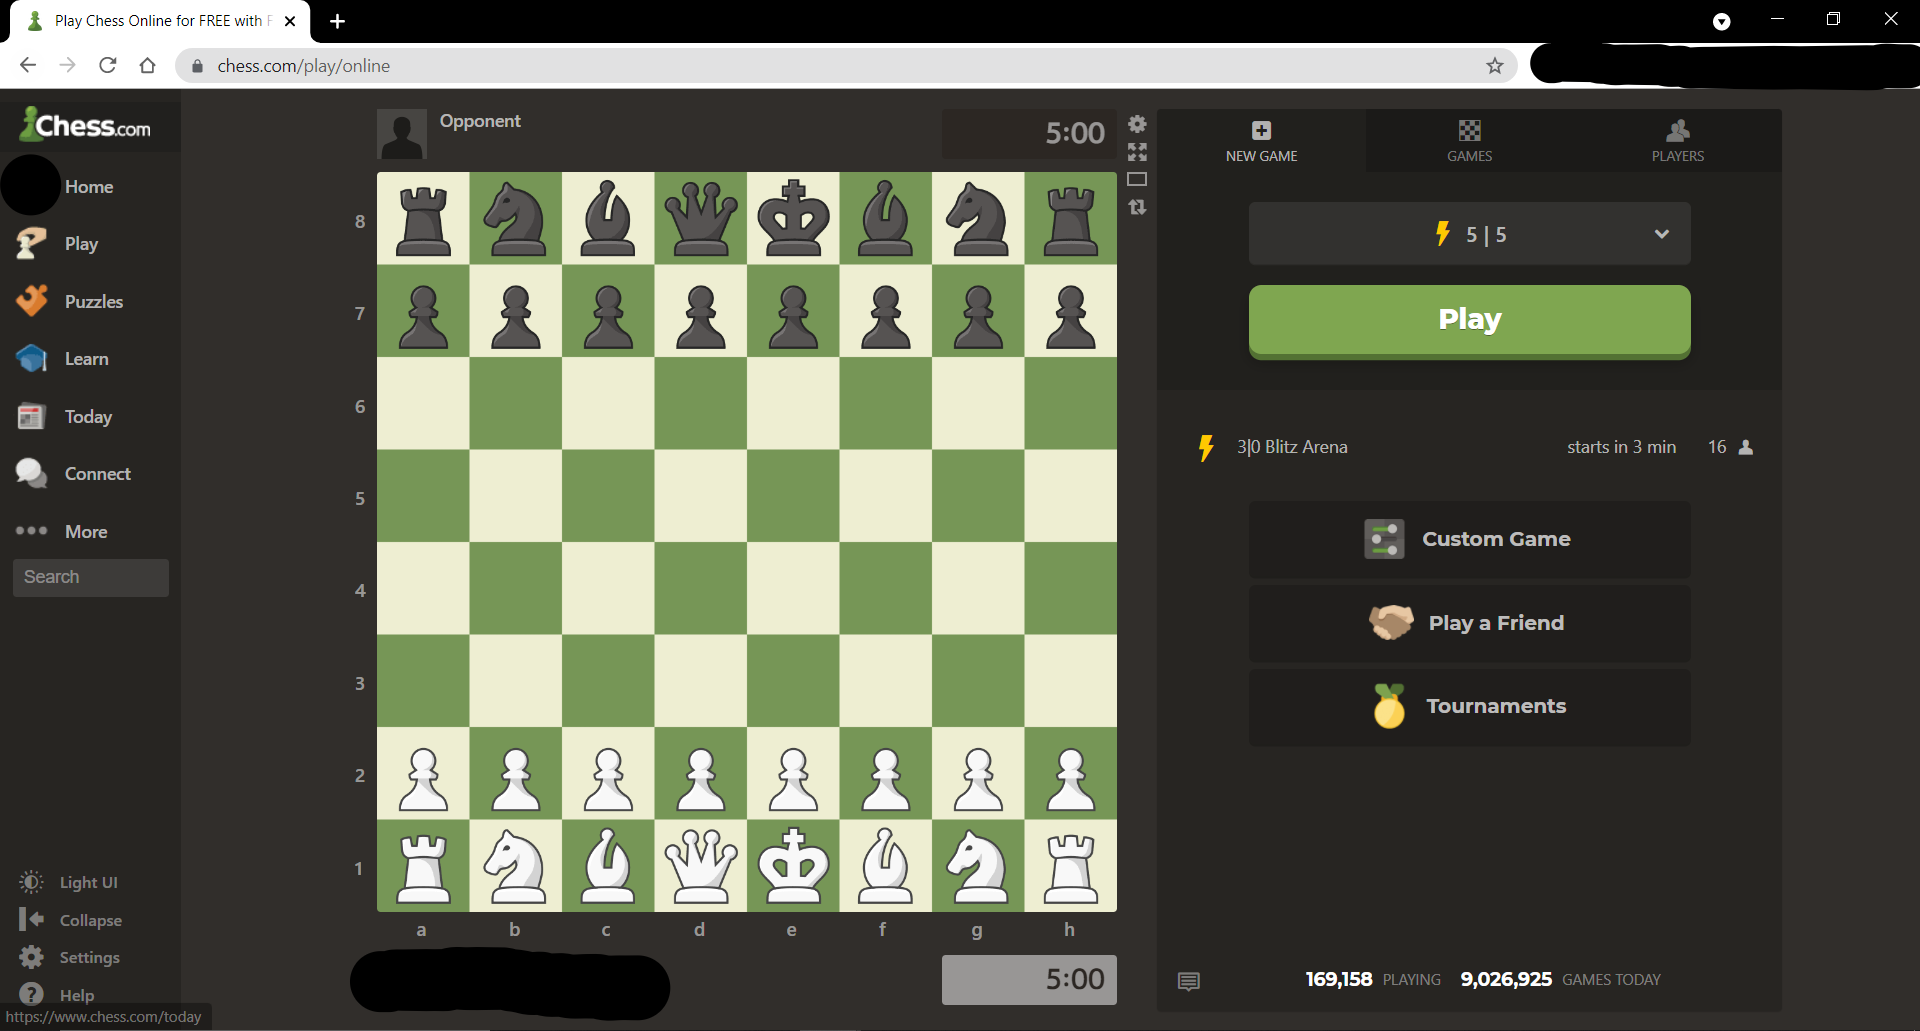 Play Chess Online for FREE with F
chess.com/play/online
Chess.com
Home
Play
Puzzles
Learn
Today
Connect
More
Search
Light UI
Collapse
Settings
Help
https://www.chess.com/today
Opponent
5:00
8
7
6
5
4
3
2
1
a b c d e f g h
5:00
NEW GAME
GAMES
PLAYERS
5 | 5
Play
3|0 Blitz Arena
starts in 3 min
16
Custom Game
Play a Friend
Tournaments
169,158 PLAYING 9,026,925 GAMES TODAY